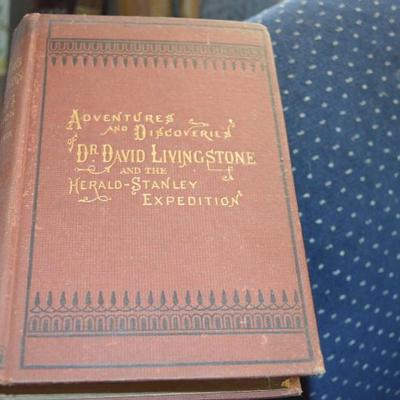 Adventures
and Discoveries
of
Dr. David Livingstone
and the
Herald-Stanley
Expedition